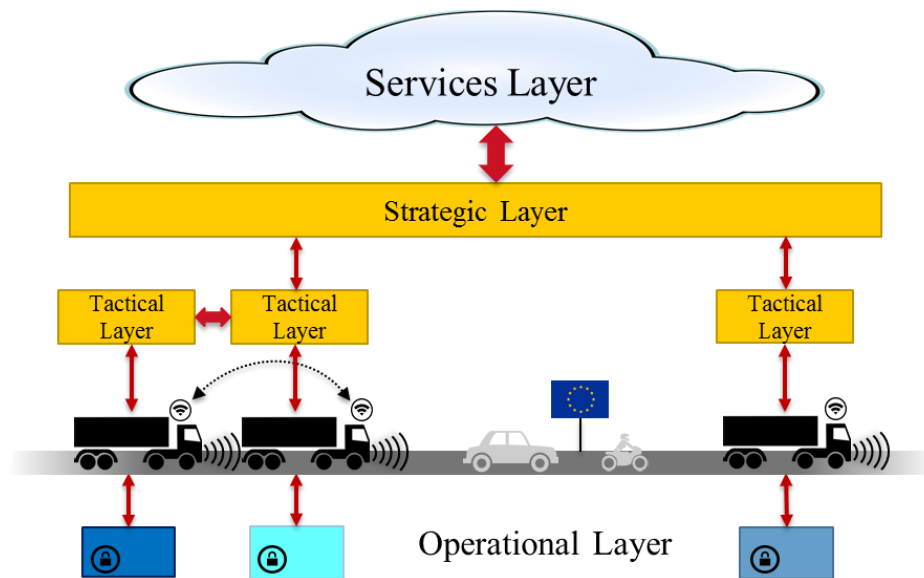 Services Layer
Strategic Layer
Tactical
Layer
Tactical
Layer
Tactical
Layer
Operational Layer